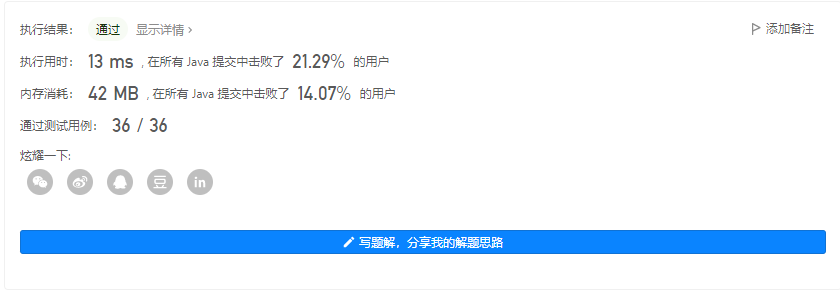 执行结果： 通过 显示详情 › 添加备注
执行用时： 13 ms , 在所有 Java 提交中击败了 21.29% 的用户
内存消耗： 42 MB , 在所有 Java 提交中击败了 14.07% 的用户
通过测试用例： 36 / 36
炫耀一下:
豆 in
写题解，分享我的解题思路